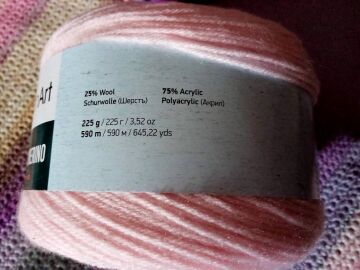 -Art
25% Wool 75% Acrylic
Schurwolle (Шерсть) Polyacrylic (Акрил)
225 g / 225 г / 3,52 oz
590 m / 590 м / 645,22 yds
ERINO